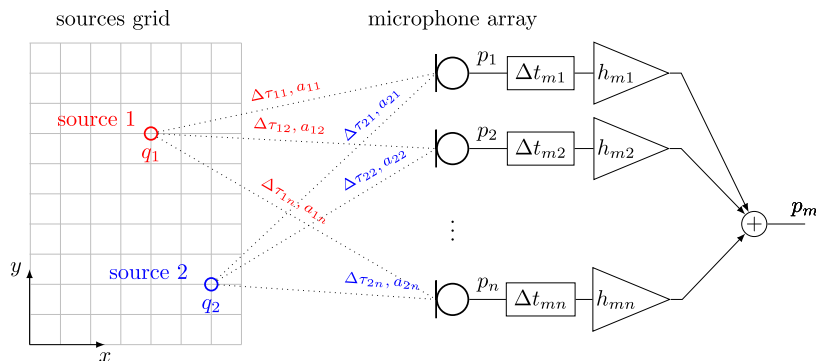 sources grid
microphone array
source 1
q₁
Δτ₁₁, a₁₁
Δτ₁₂, a₁₂
Δτ₁ₙ, a₁ₙ
Δτ₂₁, a₂₁
Δτ₂₂, a₂₂
Δτ₂ₙ, a₂ₙ
source 2
q₂
y
x
p₁ Δtₘ₁ hₘ₁
p₂ Δtₘ₂ hₘ₂
⋮
pₙ Δtₘₙ hₘₙ
+
pₘ